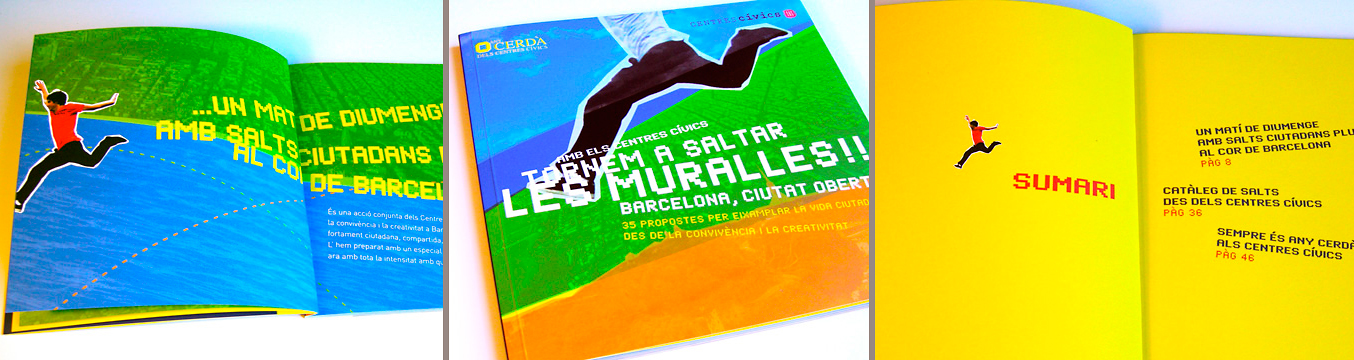 ...UN MATÍ DE DIUMENGE
AMB SALTS CIUTADANS
AL COR DE BARCEL
És una acció conjunta dels Centre
la convivència i la creativitat a Bar
fortament ciutadana, compartida,
L' hem preparat amb un especial
ara amb tota la intensitat amb qu
CENTRES cívics
ANY CERDÀ
DELS CENTRES CÍVICS
AMB ELS CENTRES CÍVICS
TORNEM A SALTAR
LES MURALLES!!
BARCELONA, CIUTAT OBERT
35 PROPOSTES PER EIXAMPLAR LA VIDA CIUTAD
DES DE LA CONVIVÈNCIA I LA CREATIVITAT
SUMARI
UN MATÍ DE DIUMENGE
AMB SALTS CIUTADANS PLU
AL COR DE BARCELONA
PÀG 8
CATÀLEG DE SALTS
DES DELS CENTRES CÍVICS
PÀG 36
SEMPRE ÉS ANY CERDÀ
ALS CENTRES CÍVICS
PÀG 46